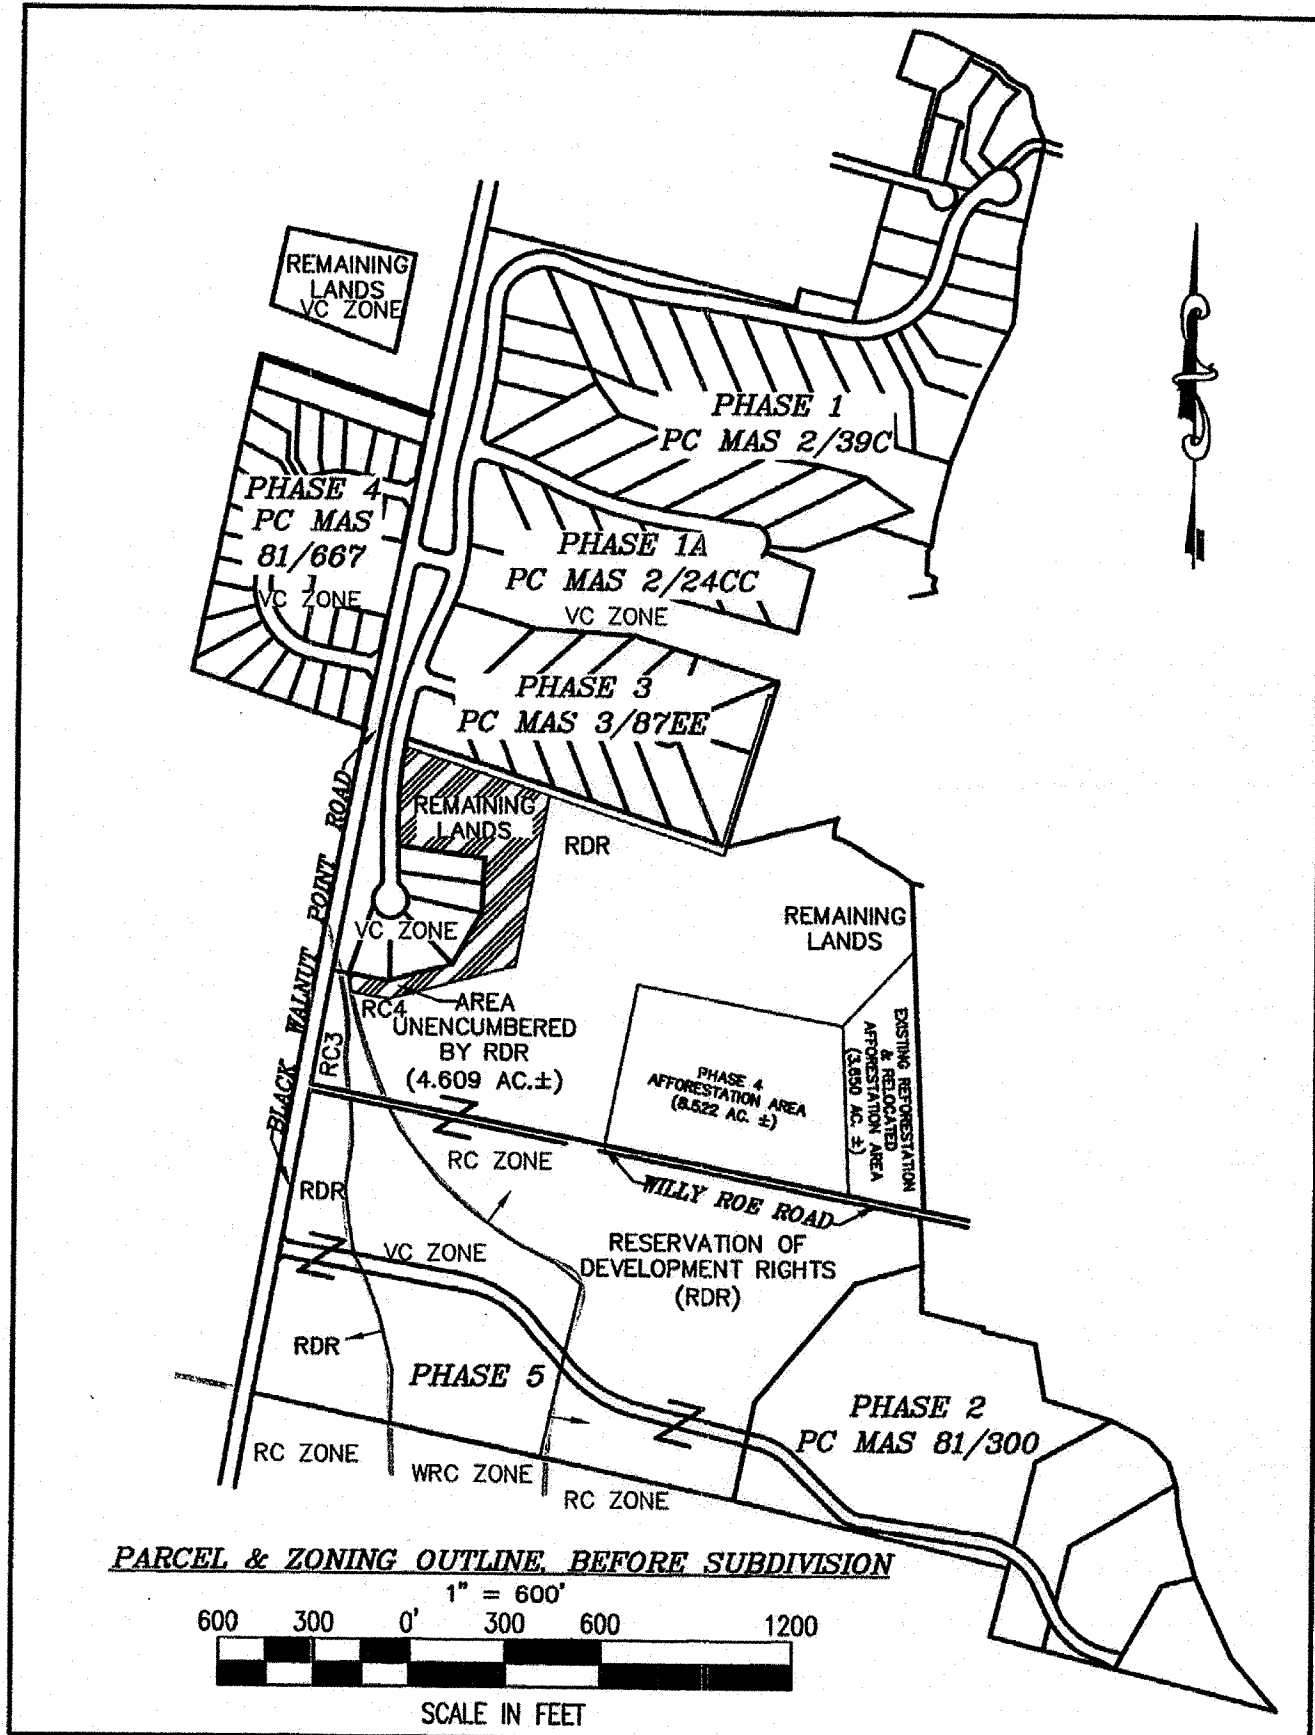 REMAINING
LANDS
VC ZONE
PHASE 1
PC MAS 2/39C
PHASE 4
PC MAS
81/667
VC ZONE
PHASE 1A
PC MAS 2/24CC
VC ZONE
PHASE 3
PC MAS 3/87EE
BLACK WALNUT POINT ROAD
REMAINING
LANDS
RDR
VC ZONE
REMAINING
LANDS
RC4
RC3
AREA
UNENCUMBERED
BY RDR
(4.609 AC.±)
PHASE 4
AFFORESTATION AREA
(8.522 AC. ±)
EXISTING REFORESTATION
& RELOCATED
AFFORESTATION AREA
(3.650 AC. ±)
RC ZONE
WILLY ROE ROAD
RDR
VC ZONE
RESERVATION OF
DEVELOPMENT RIGHTS
(RDR)
RDR
PHASE 5
PHASE 2
PC MAS 81/300
RC ZONE
WRC ZONE
RC ZONE
PARCEL & ZONING OUTLINE, BEFORE SUBDIVISION
1" = 600'
600 300 0' 300 600 1200
SCALE IN FEET